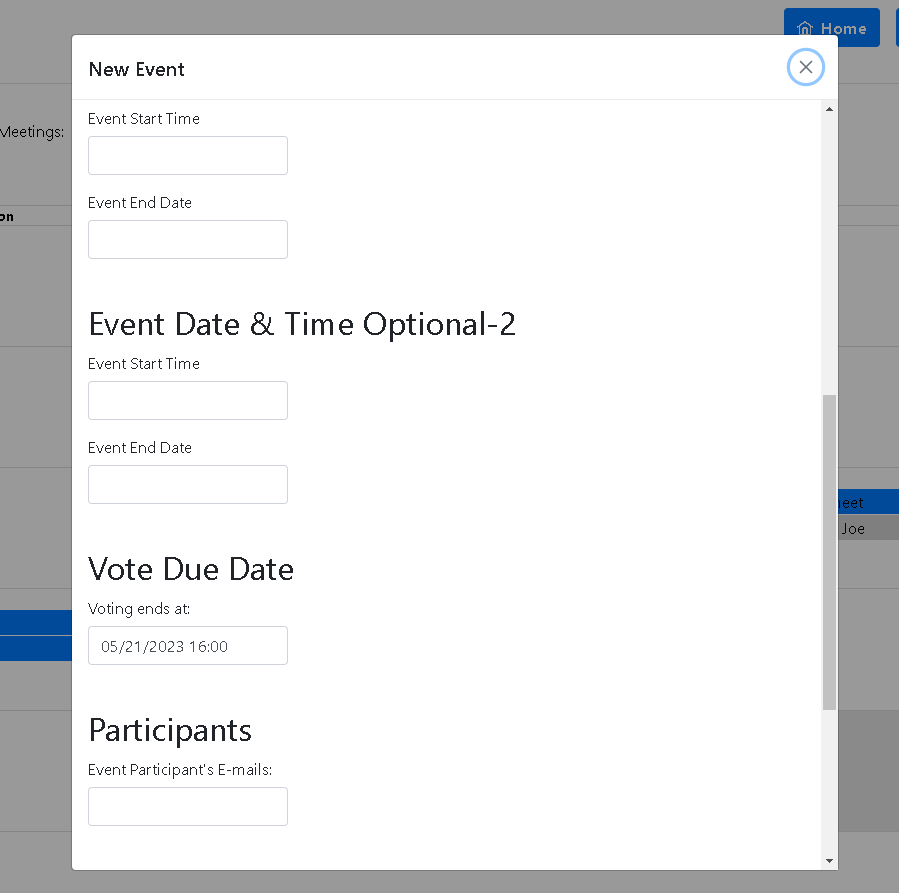 Home
New Event
Meetings:
on
Event Start Time
Event End Date
Event Date & Time Optional-2
Event Start Time
Event End Date
eet
Joe
Vote Due Date
Voting ends at:
05/21/2023 16:00
Participants
Event Participant's E-mails: